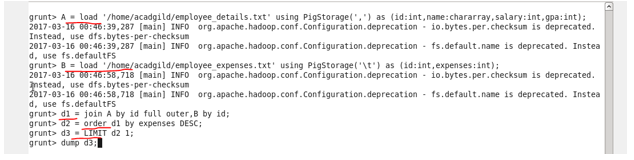 grunt> A = load '/home/acadgild/employee_details.txt' using PigStorage(',') as (id:int,name:chararray,salary:int,gpa:int);
2017-03-16 00:46:39,287 [main] INFO  org.apache.hadoop.conf.Configuration.deprecation - io.bytes.per.checksum is deprecated.
Instead, use dfs.bytes-per-checksum
2017-03-16 00:46:39,287 [main] INFO  org.apache.hadoop.conf.Configuration.deprecation - fs.default.name is deprecated. Instea
d, use fs.defaultFS
grunt> B = load '/home/acadgild/employee_expenses.txt' using PigStorage('\t') as (id:int,expenses:int);
2017-03-16 00:46:58,718 [main] INFO  org.apache.hadoop.conf.Configuration.deprecation - io.bytes.per.checksum is deprecated.
Instead, use dfs.bytes-per-checksum
2017-03-16 00:46:58,718 [main] INFO  org.apache.hadoop.conf.Configuration.deprecation - fs.default.name is deprecated. Instea
d, use fs.defaultFS
grunt> d1 = join A by id full outer,B by id;
grunt> d2 = order d1 by expenses DESC;
grunt> d3 = LIMIT d2 1;
grunt> dump d3;